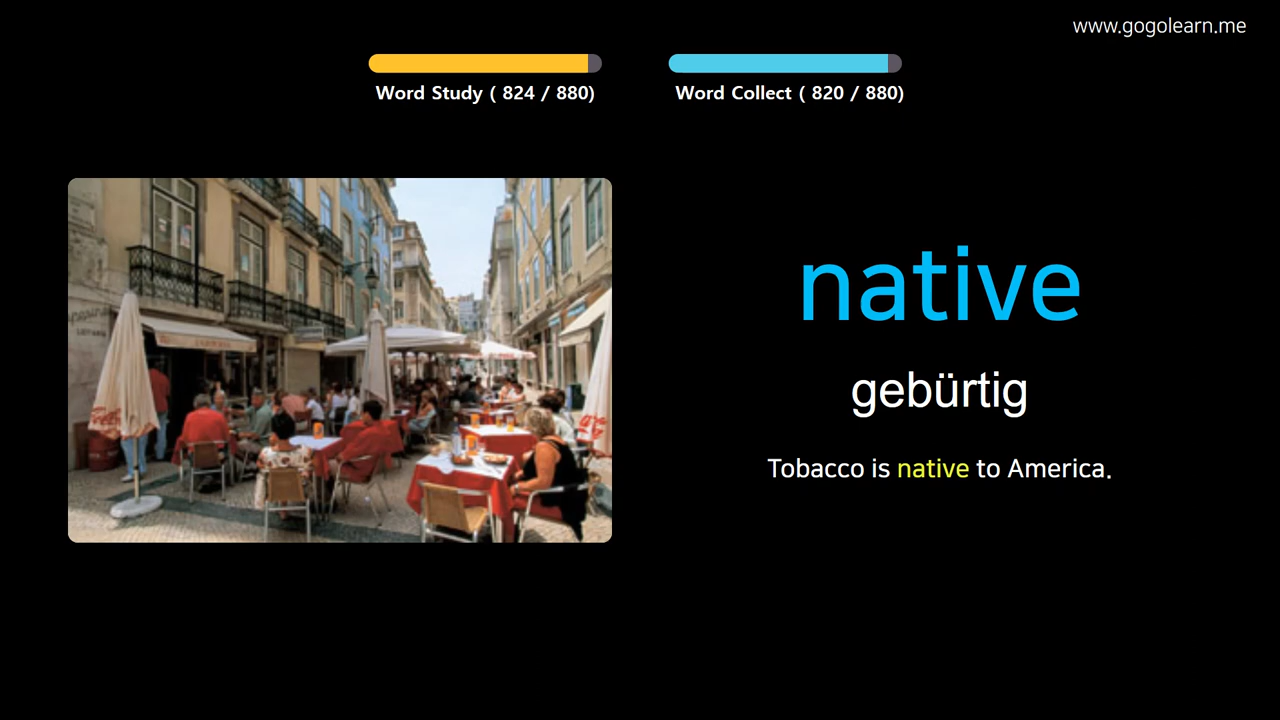 www.gogolearn.me
Word Study ( 824 / 880)
Word Collect ( 820 / 880)
native
gebürtig
Tobacco is native to America.